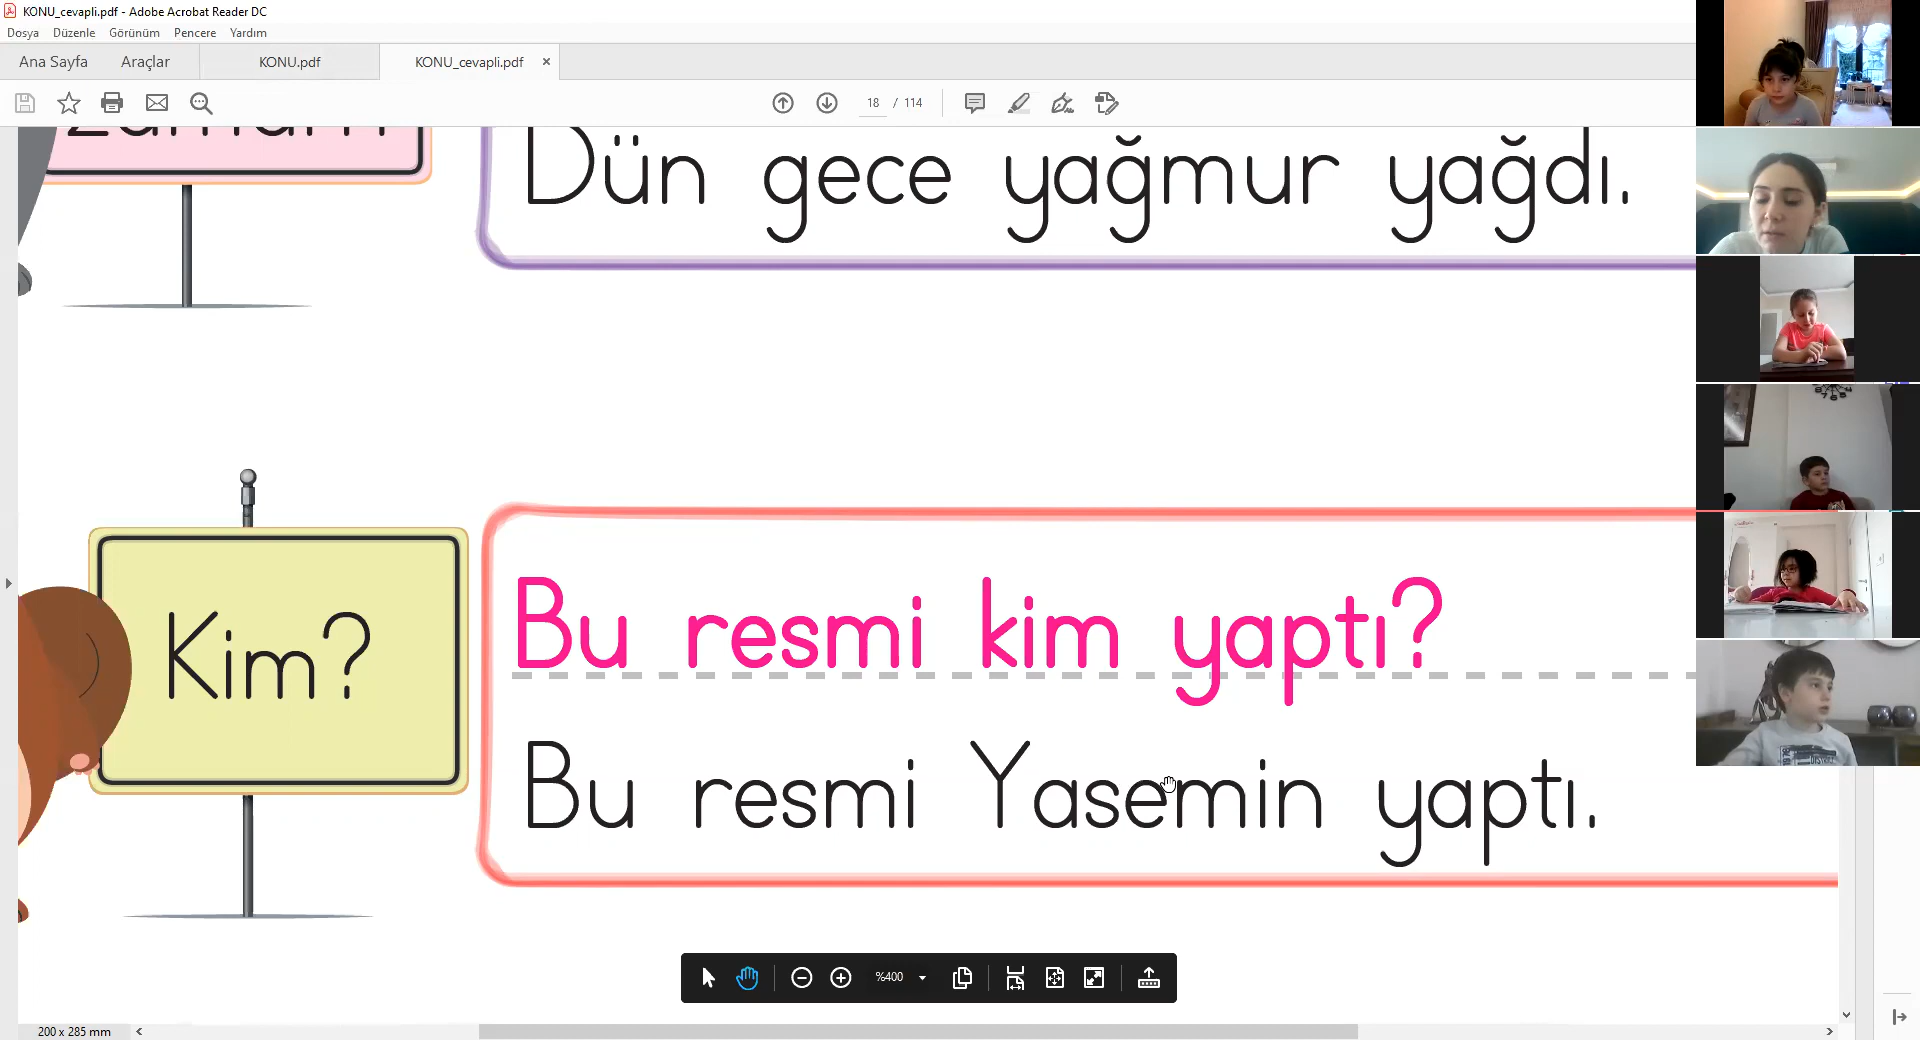 KONU_cevapli.pdf - Adobe Acrobat Reader DC
Dosya Düzenle Görünüm Pencere Yardım
Ana Sayfa Araçlar KONU.pdf KONU_cevapli.pdf ×
18 / 114
Dün gece yağmur yağdı.
Kim?
Bu resmi kim yaptı?
Bu resmi Yasemin yaptı.
%400
200 x 285 mm